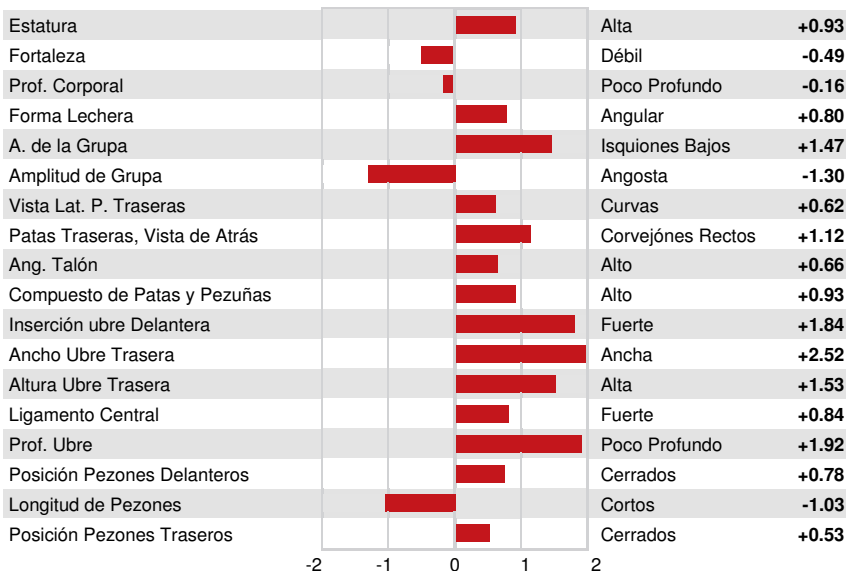 Estatura Alta +0.93
Fortaleza Débil -0.49
Prof. Corporal Poco Profundo -0.16
Forma Lechera Angular +0.80
A. de la Grupa Isquiones Bajos +1.47
Amplitud de Grupa Angosta -1.30
Vista Lat. P. Traseras Curvas +0.62
Patas Traseras, Vista de Atrás Corvejónes Rectos +1.12
Ang. Talón Alto +0.66
Compuesto de Patas y Pezuñas Alto +0.93
Inserción ubre Delantera Fuerte +1.84
Ancho Ubre Trasera Ancha +2.52
Altura Ubre Trasera Alta +1.53
Ligamento Central Fuerte +0.84
Prof. Ubre Poco Profundo +1.92
Posición Pezones Delanteros Cerrados +0.78
Longitud de Pezones Cortos -1.03
Posición Pezones Traseros Cerrados +0.53
-2 -1 0 1 2